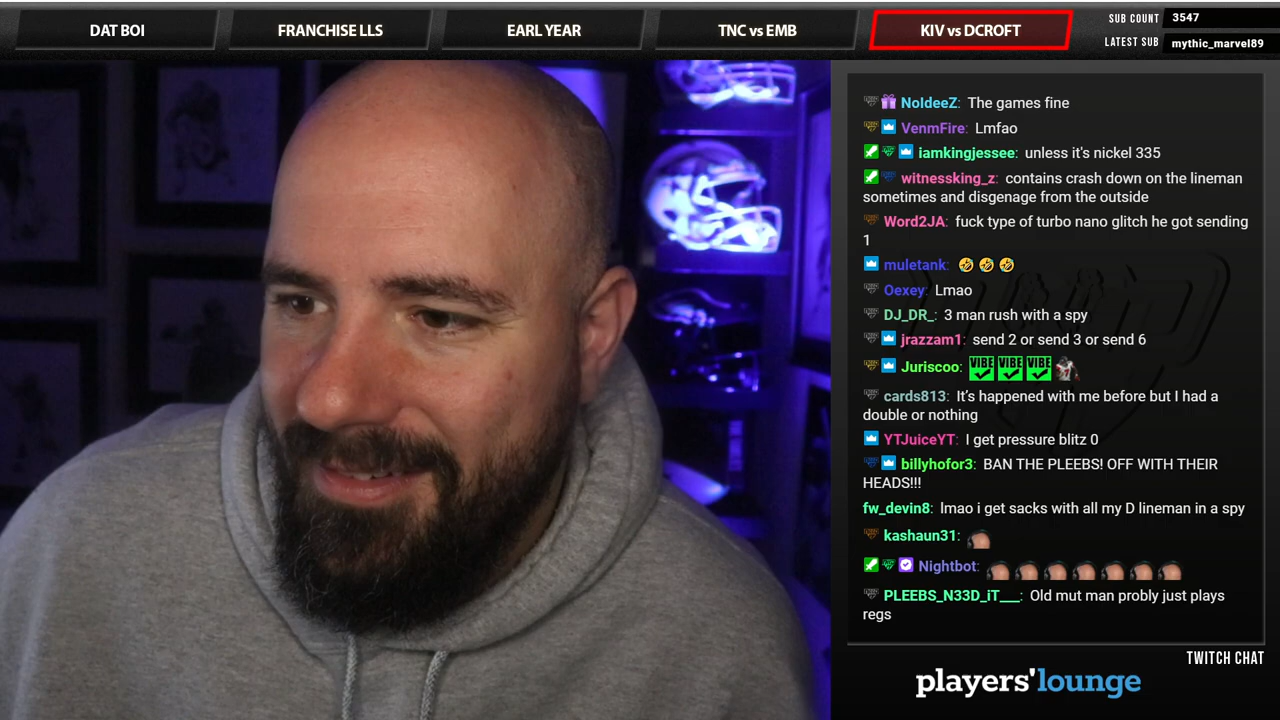 DAT BOI
FRANCHISE LLS
EARL YEAR
TNC vs EMB
KIV vs DCROFT
SUB COUNT 3547
LATEST SUB mythic_marvel89
NoldeeZ: The games fine
VenmFire: Lmfao
iamkingjessee: unless it's nickel 335
witnessking_z: contains crash down on the lineman
sometimes and disgenage from the outside
Word2JA: fuck type of turbo nano glitch he got sending
1
muletank: 🤣 🤣 🤣
Oexey: Lmao
DJ_DR_: 3 man rush with a spy
jrazzam1: send 2 or send 3 or send 6
Juriscoo: VIBE VIBE VIBE
cards813: It's happened with me before but I had a
double or nothing
YTJuiceYT: I get pressure blitz 0
billyhofor3: BAN THE PLEEBS! OFF WITH THEIR
HEADS!!!
fw_devin8: lmao i get sacks with all my D lineman in a spy
kashaun31:
Nightbot:
PLEEBS_N33D_iT___: Old mut man probly just plays
regs
TWITCH CHAT
players'lounge